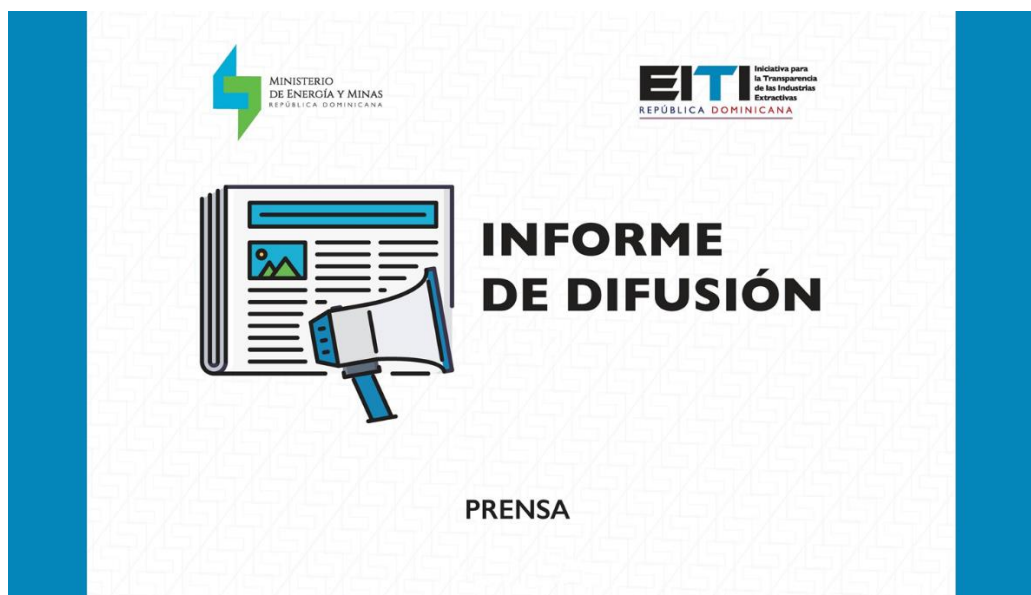 MINISTERIO
DE ENERGÍA Y MINAS
REPÚBLICA DOMINICANA
EITI
Iniciativa para
la Transparencia
de las Industrias
Extractivas
REPÚBLICA DOMINICANA
INFORME
DE DIFUSIÓN
PRENSA